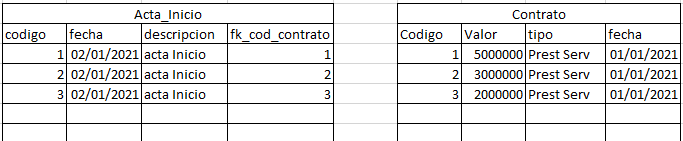 Acta_Inicio Contrato
codigo fecha descripcion fk_cod_contrato Codigo Valor tipo fecha
1 02/01/2021 acta Inicio 1 1 5000000 Prest Serv 01/01/2021
2 02/01/2021 acta Inicio 2 2 3000000 Prest Serv 01/01/2021
3 02/01/2021 acta Inicio 3 3 2000000 Prest Serv 01/01/2021